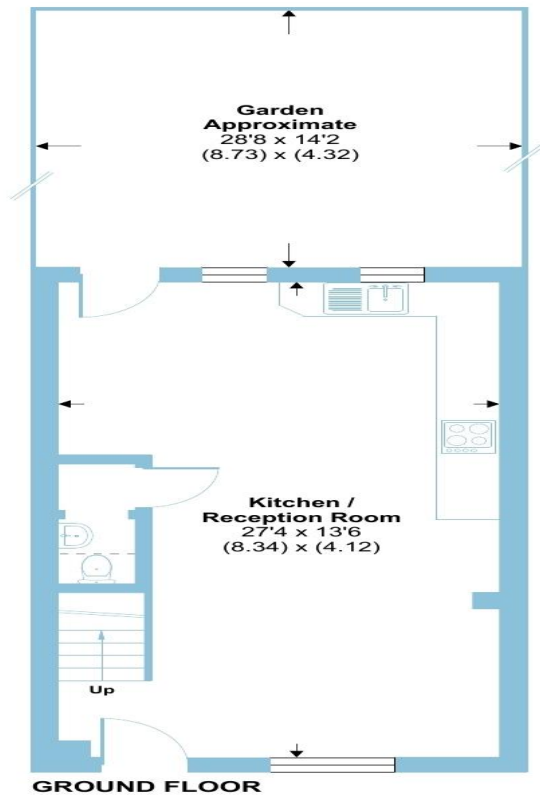 Garden
Approximate
28'8 x 14'2
(8.73) x (4.32)
Kitchen /
Reception Room
27'4 x 13'6
(8.34) x (4.12)
Up
GROUND FLOOR